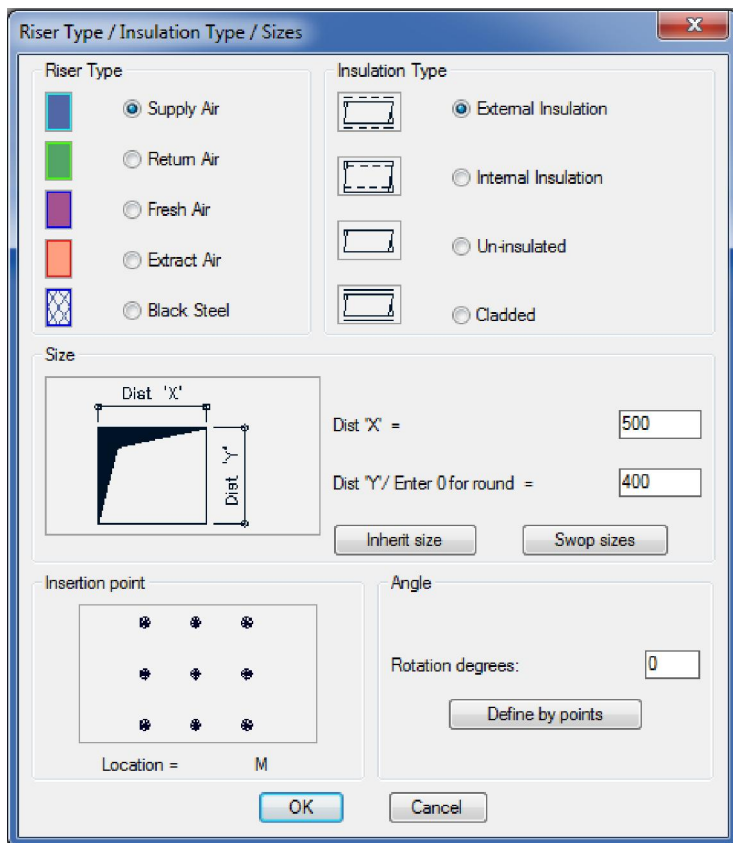 Riser Type / Insulation Type / Sizes
x
Riser Type
Supply Air
Return Air
Fresh Air
Extract Air
Black Steel
Insulation Type
External Insulation
Internal Insulation
Un-insulated
Cladded
Size
Dist 'X'
Dist 'Y'
Dist 'X' =
500
Dist 'Y'/ Enter 0 for round =
400
Inherit size
Swop sizes
Insertion point
Location =
M
Angle
Rotation degrees:
0
Define by points
OK
Cancel